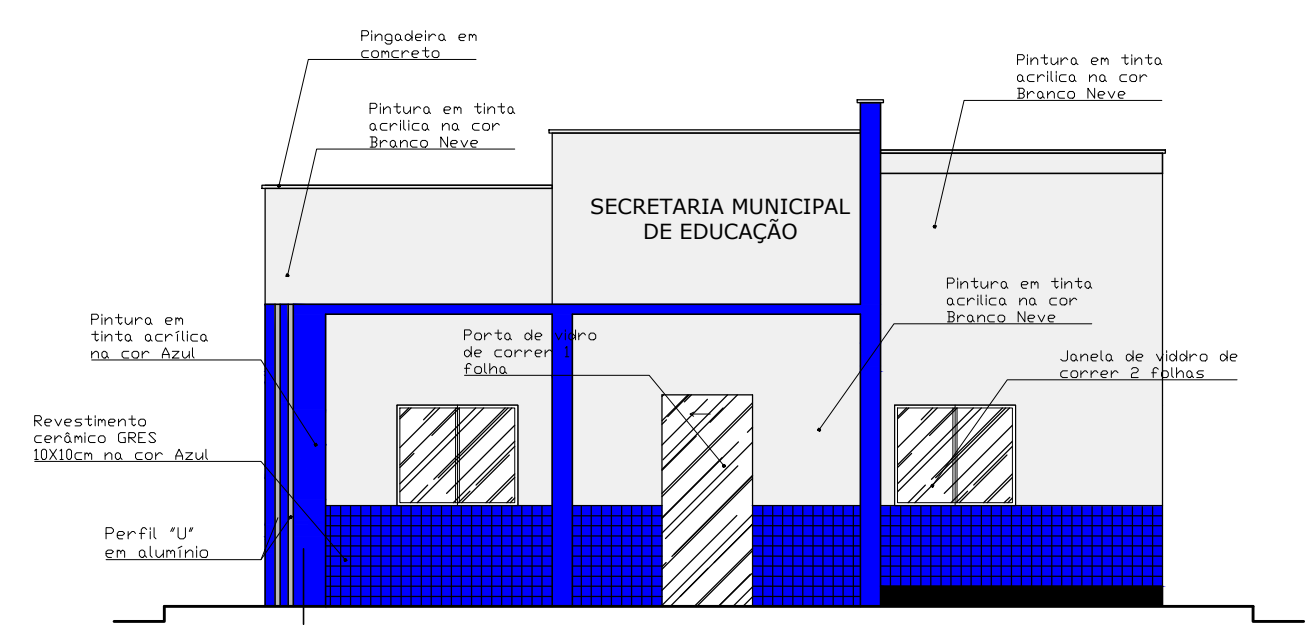 Pingadeira em
comcreto
Pintura em tinta
acrilica na cor
Branco Neve
Pintura em tinta
acrilica na cor
Branco Neve
SECRETARIA MUNICIPAL
DE EDUCAÇÃO
Pintura em tinta
acrilica na cor
Branco Neve
Pintura em
tinta acrílica
na cor Azul
Porta de vidro
de correr 1
folha
Janela de viddro de
correr 2 folhas
Revestimento
cerâmico GRES
10X10cm na cor Azul
Perfil "U"
em alumínio